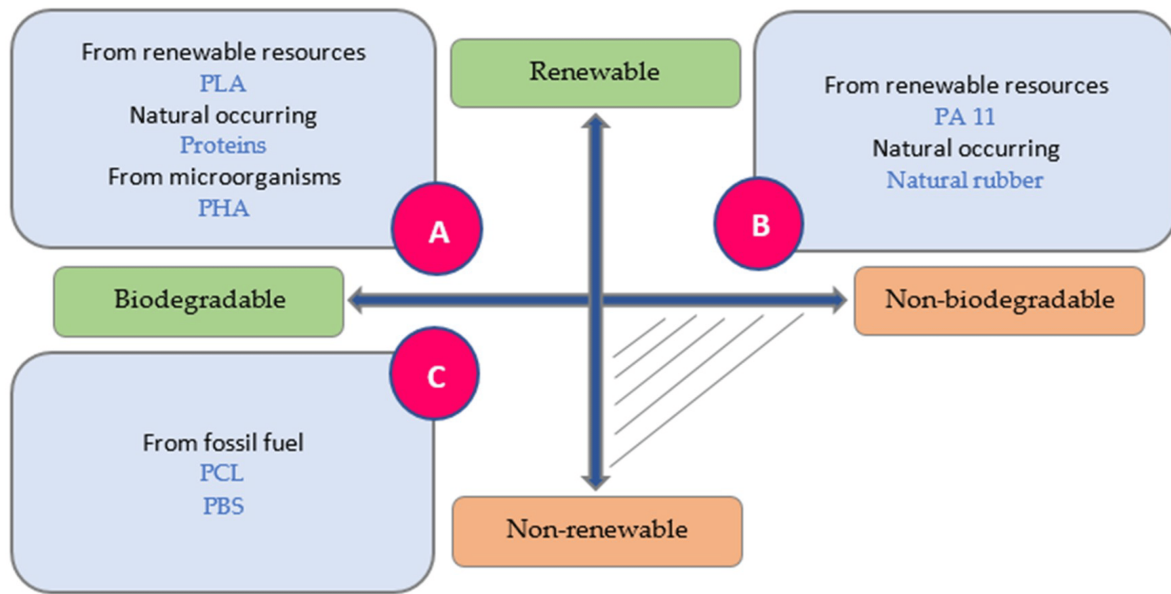 From renewable resources
PLA
Natural occurring
Proteins
From microorganisms
PHA
A
Renewable
From renewable resources
PA 11
Natural occurring
Natural rubber
B
Biodegradable
Non-biodegradable
C
From fossil fuel
PCL
PBS
Non-renewable